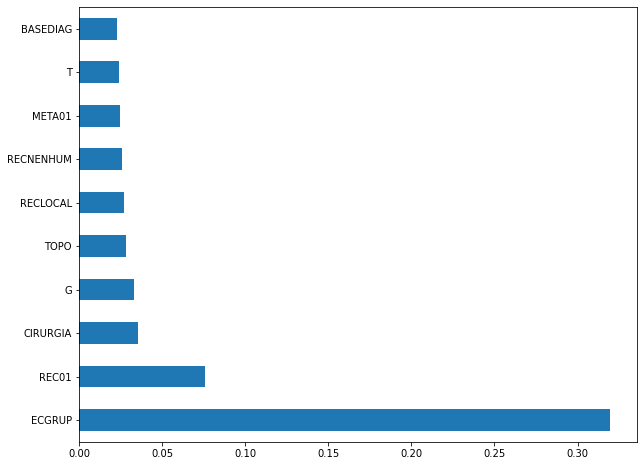 BASEDIAG
T
META01
RECNENHUM
RECLOCAL
TOPO
G
CIRURGIA
REC01
ECGRUP
0.00 0.05 0.10 0.15 0.20 0.25 0.30